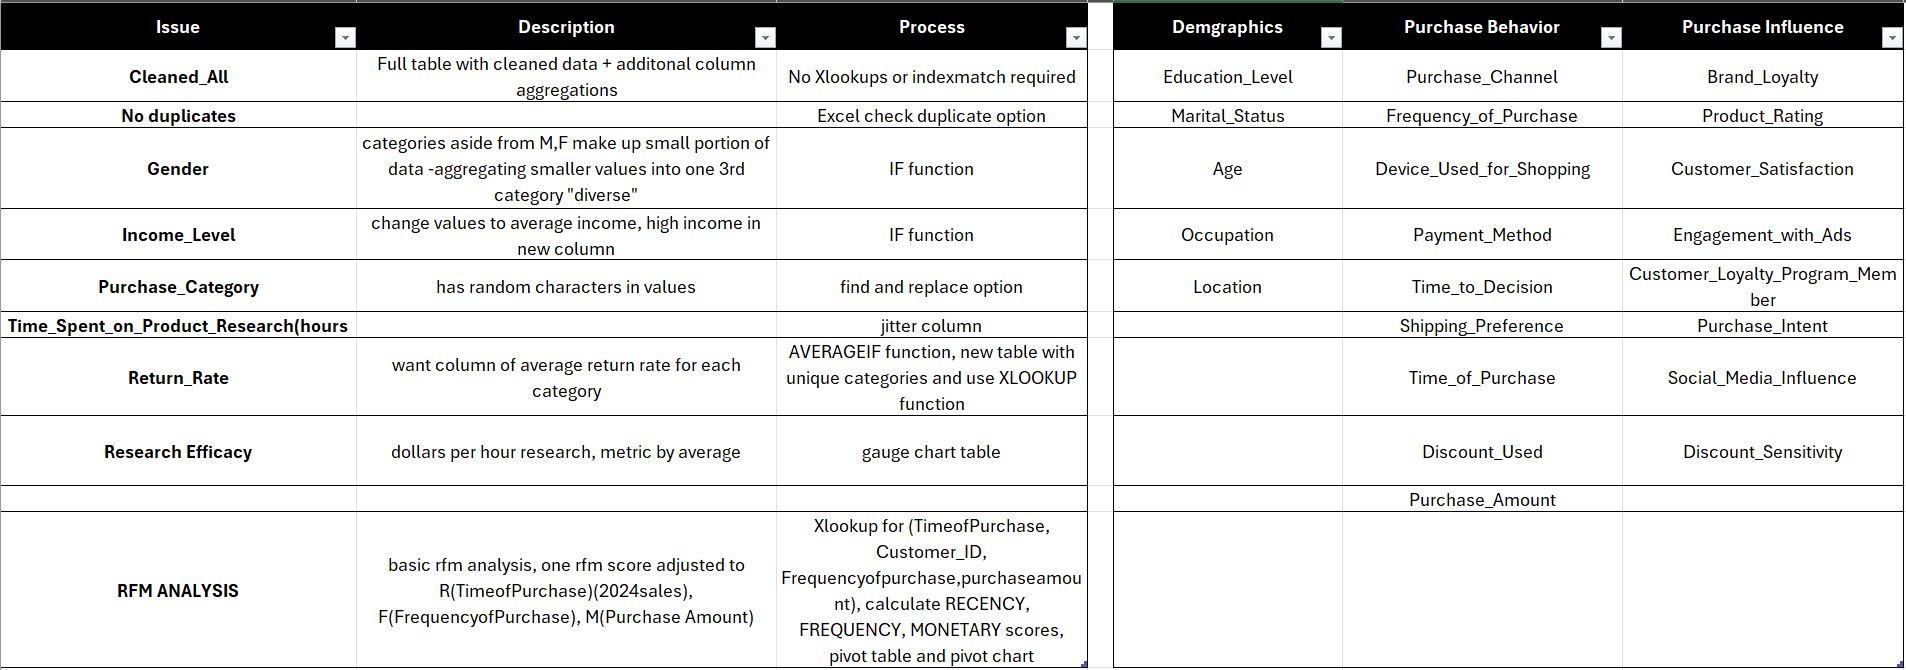 Issue Description Process Demgraphics Purchase Behavior Purchase Influence
Cleaned_All
Full table with cleaned data + additonal column
aggregations
No Xlookups or indexmatch required
Education_Level Purchase_Channel Brand_Loyalty
No duplicates Excel check duplicate option Marital_Status Frequency_of_Purchase Product_Rating
Gender
categories aside from M,F make up small portion of
data -aggregating smaller values into one 3rd
category "diverse"
IF function
Age Device_Used_for_Shopping Customer_Satisfaction
Income_Level
change values to average income, high income in
new column
IF function
Occupation Payment_Method Engagement_with_Ads
Purchase_Category has random characters in values find and replace option
Location Time_to_Decision
Customer_Loyalty_Program_Mem
ber
Time_Spent_on_Product_Research(hours jitter column Shipping_Preference Purchase_Intent
Return_Rate
want column of average return rate for each
category
AVERAGEIF function, new table with
unique categories and use XLOOKUP
function
Time_of_Purchase Social_Media_Influence
Research Efficacy dollars per hour research, metric by average gauge chart table Discount_Used Discount_Sensitivity
Purchase_Amount
RFM ANALYSIS
basic rfm analysis, one rfm score adjusted to
R(TimeofPurchase)(2024sales),
F(FrequencyofPurchase), M(Purchase Amount)
Xlookup for (TimeofPurchase,
Customer_ID,
Frequencyofpurchase,purchaseamou
nt), calculate RECENCY,
FREQUENCY, MONETARY scores,
pivot table and pivot chart